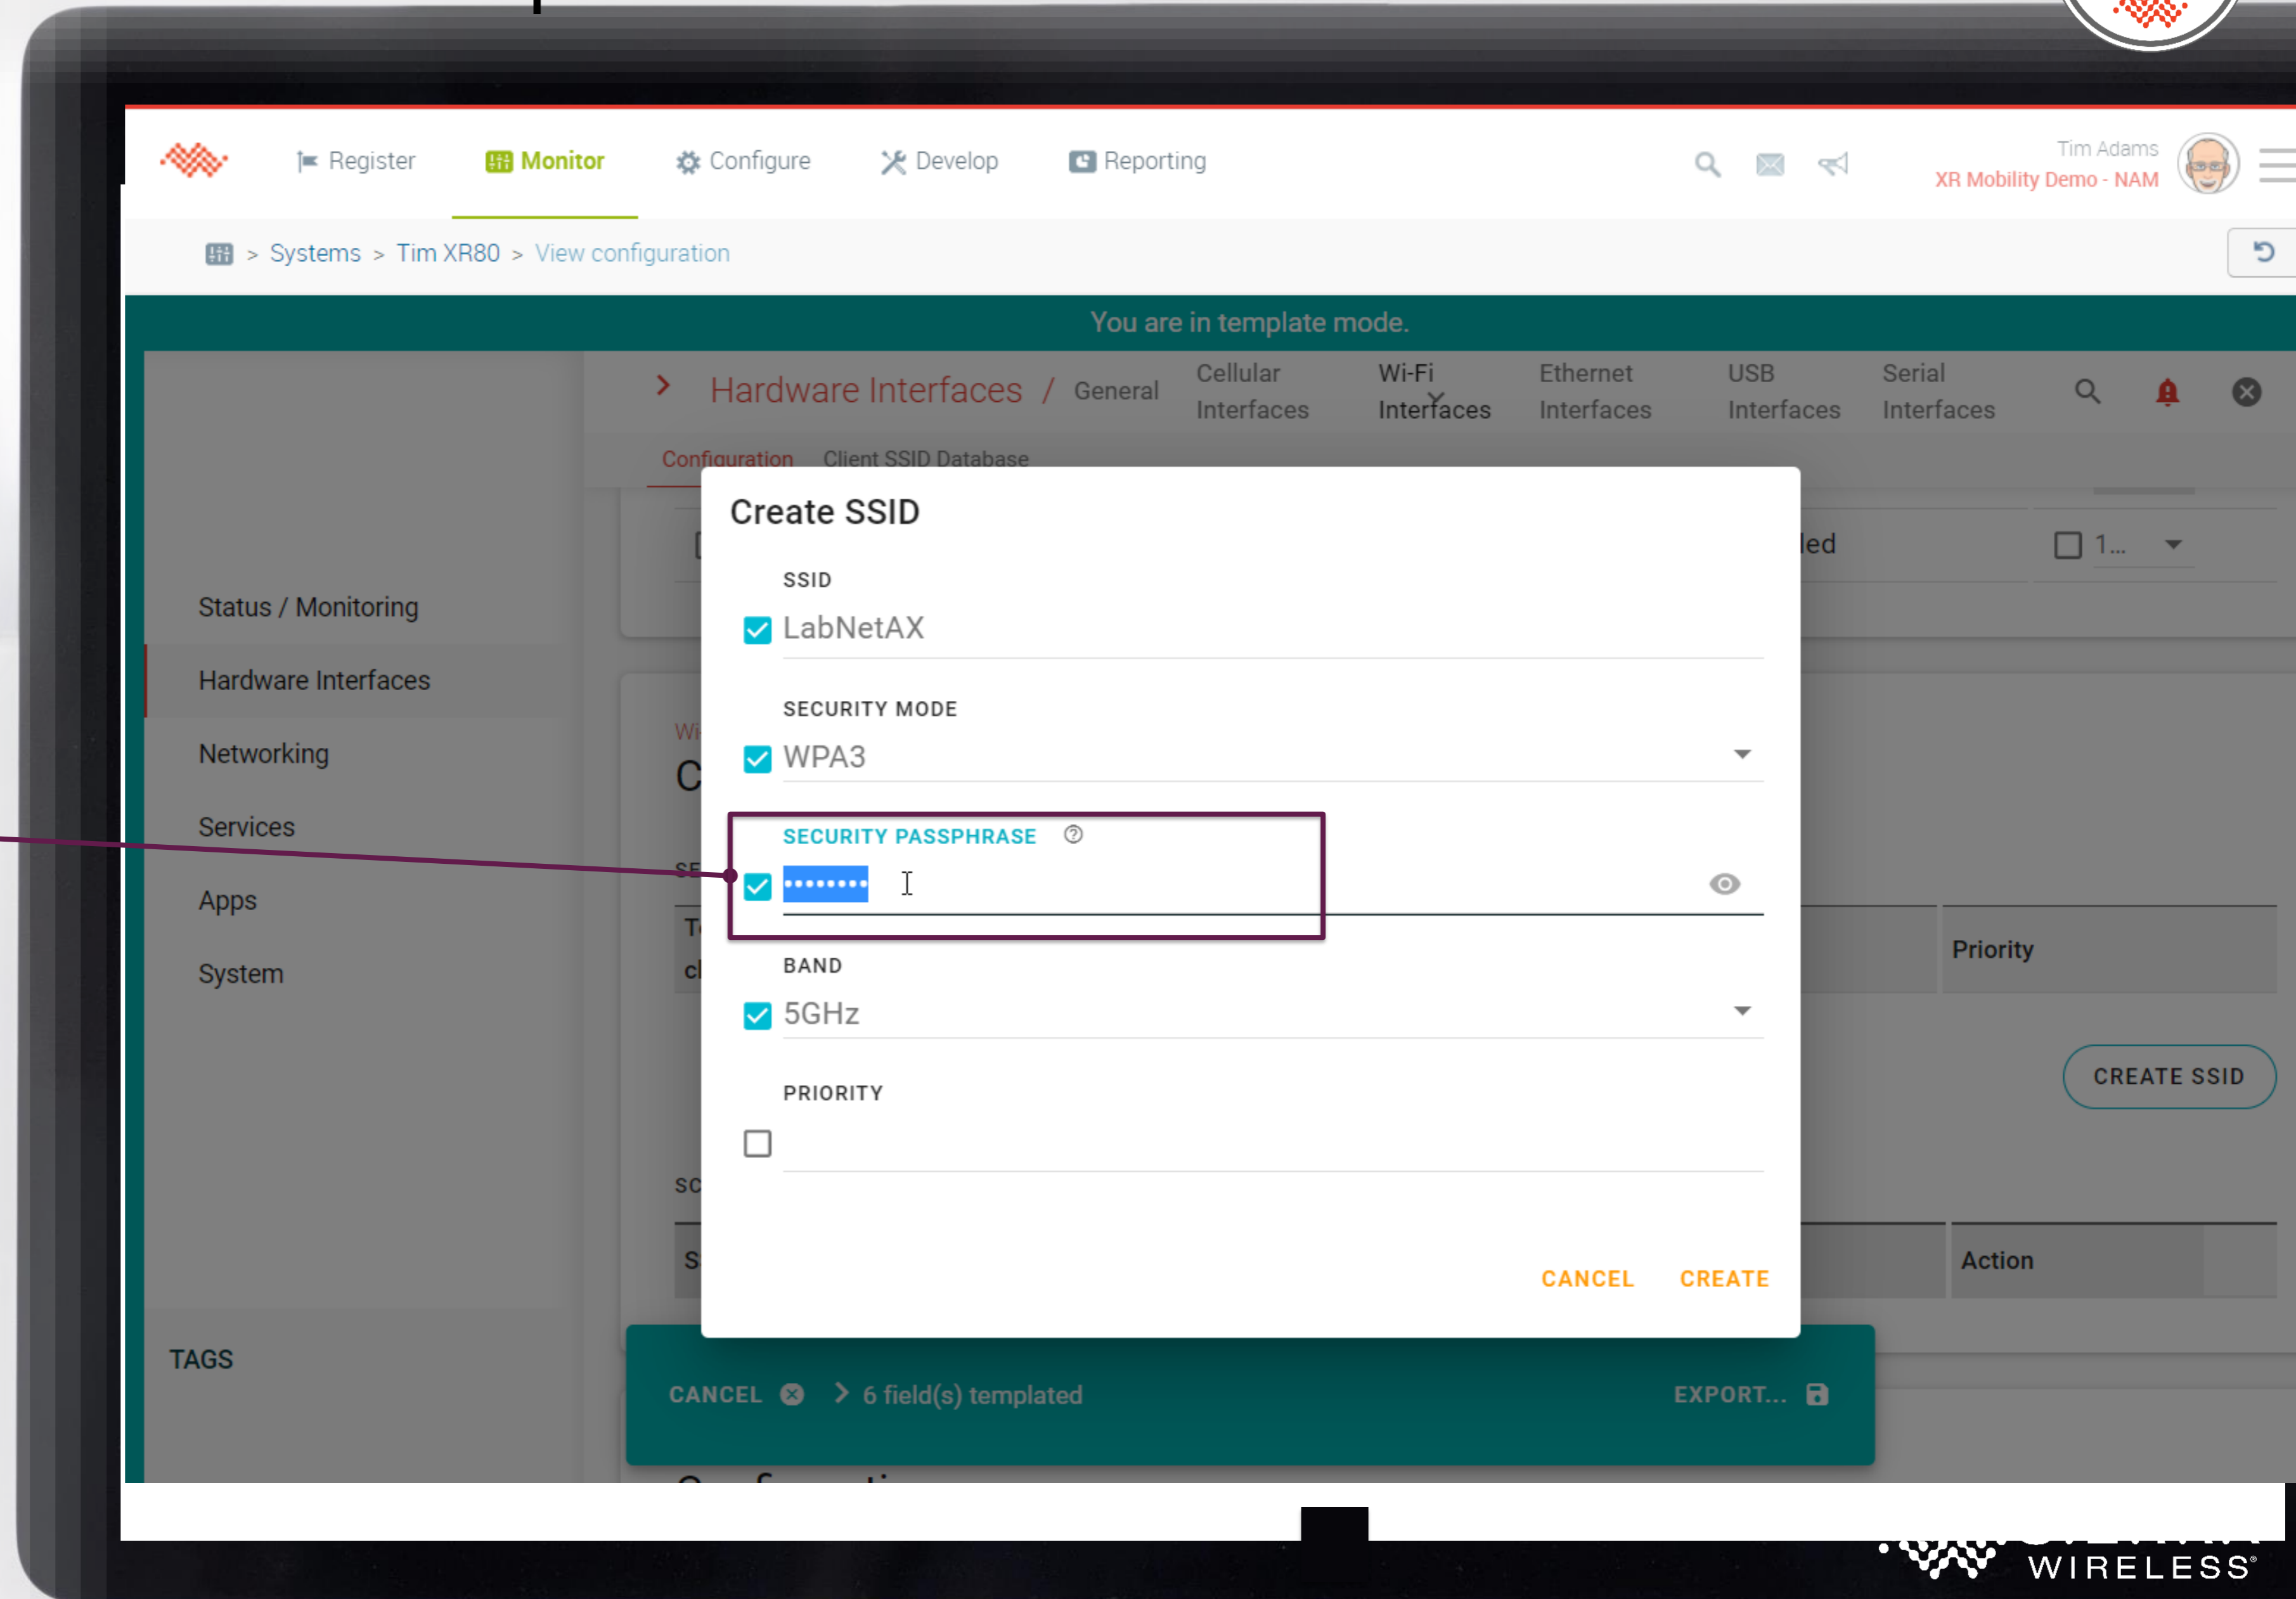 Register
Monitor
Configure
Develop
Reporting
Tim Adams
XR Mobility Demo - NAM
> Systems > Tim XR80 > View configuration
You are in template mode.
Hardware Interfaces / General
Cellular Interfaces
Wi-Fi Interfaces
Ethernet Interfaces
USB Interfaces
Serial Interfaces
Configuration Client SSID Database
Create SSID
led
1...
SSID
LabNetAX
SECURITY MODE
WPA3
SECURITY PASSPHRASE
••••••••
BAND
5GHz
PRIORITY
CANCEL CREATE
Status / Monitoring
Hardware Interfaces
Networking
Services
Apps
System
TAGS
Priority
CREATE SSID
Action
CANCEL > 6 field(s) templated
EXPORT...
WIRELESS®